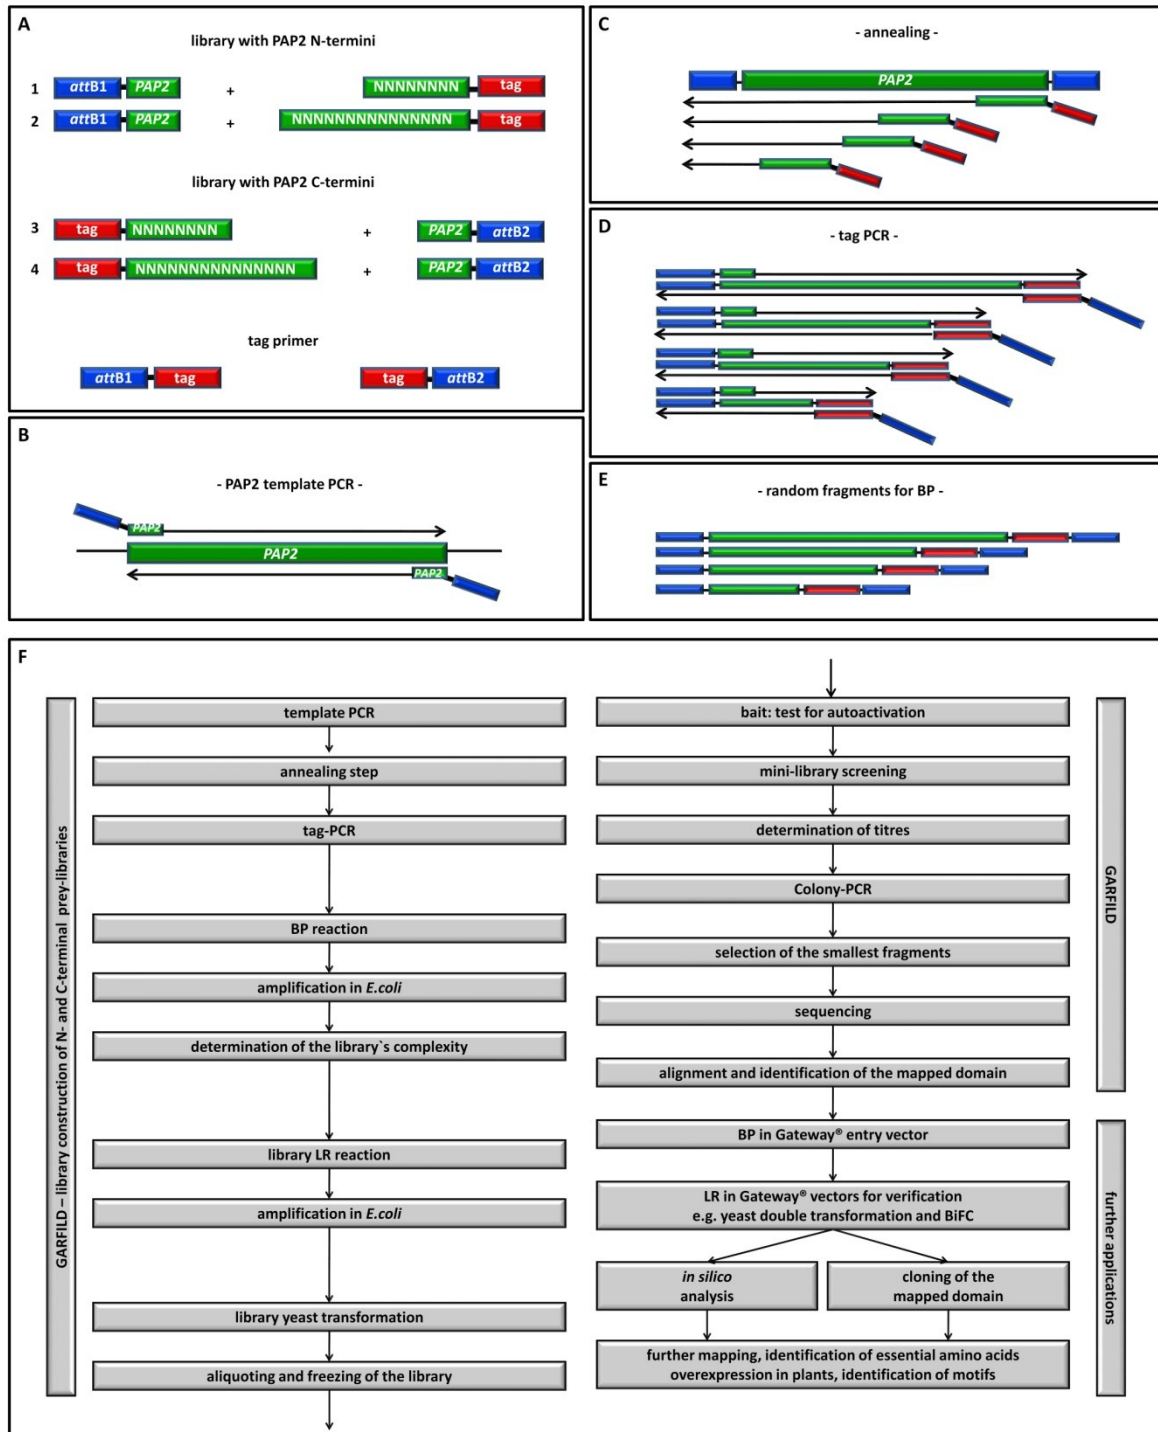 A
library with PAP2 N-termini
1 attB1 PAP2 + NNNNNNNNN tag
2 attB1 PAP2 + NNNNNNNNNNNNNNN tag
library with PAP2 C-termini
3 tag NNNNNNNN + PAP2 attB2
4 tag NNNNNNNNNNNNNNN + PAP2 attB2
tag primer
attB1 tag tag attB2
B
- PAP2 template PCR -
PAP2
PAP2
PAP2
C
- annealing -
PAP2
D
- tag PCR -
E
- random fragments for BP -
F
GARFILD – library construction of N- and C-terminal prey-libraries
template PCR
annealing step
tag-PCR
BP reaction
amplification in E.coli
determination of the library`s complexity
library LR reaction
amplification in E.coli
library yeast transformation
aliquoting and freezing of the library
bait: test for autoactivation
mini-library screening
determination of titres
Colony-PCR
selection of the smallest fragments
sequencing
alignment and identification of the mapped domain
GARFILD
BP in Gateway® entry vector
LR in Gateway® vectors for verification
e.g. yeast double transformation and BiFC
in silico
analysis
cloning of the
mapped domain
further mapping, identification of essential amino acids
overexpression in plants, identification of motifs
further applications